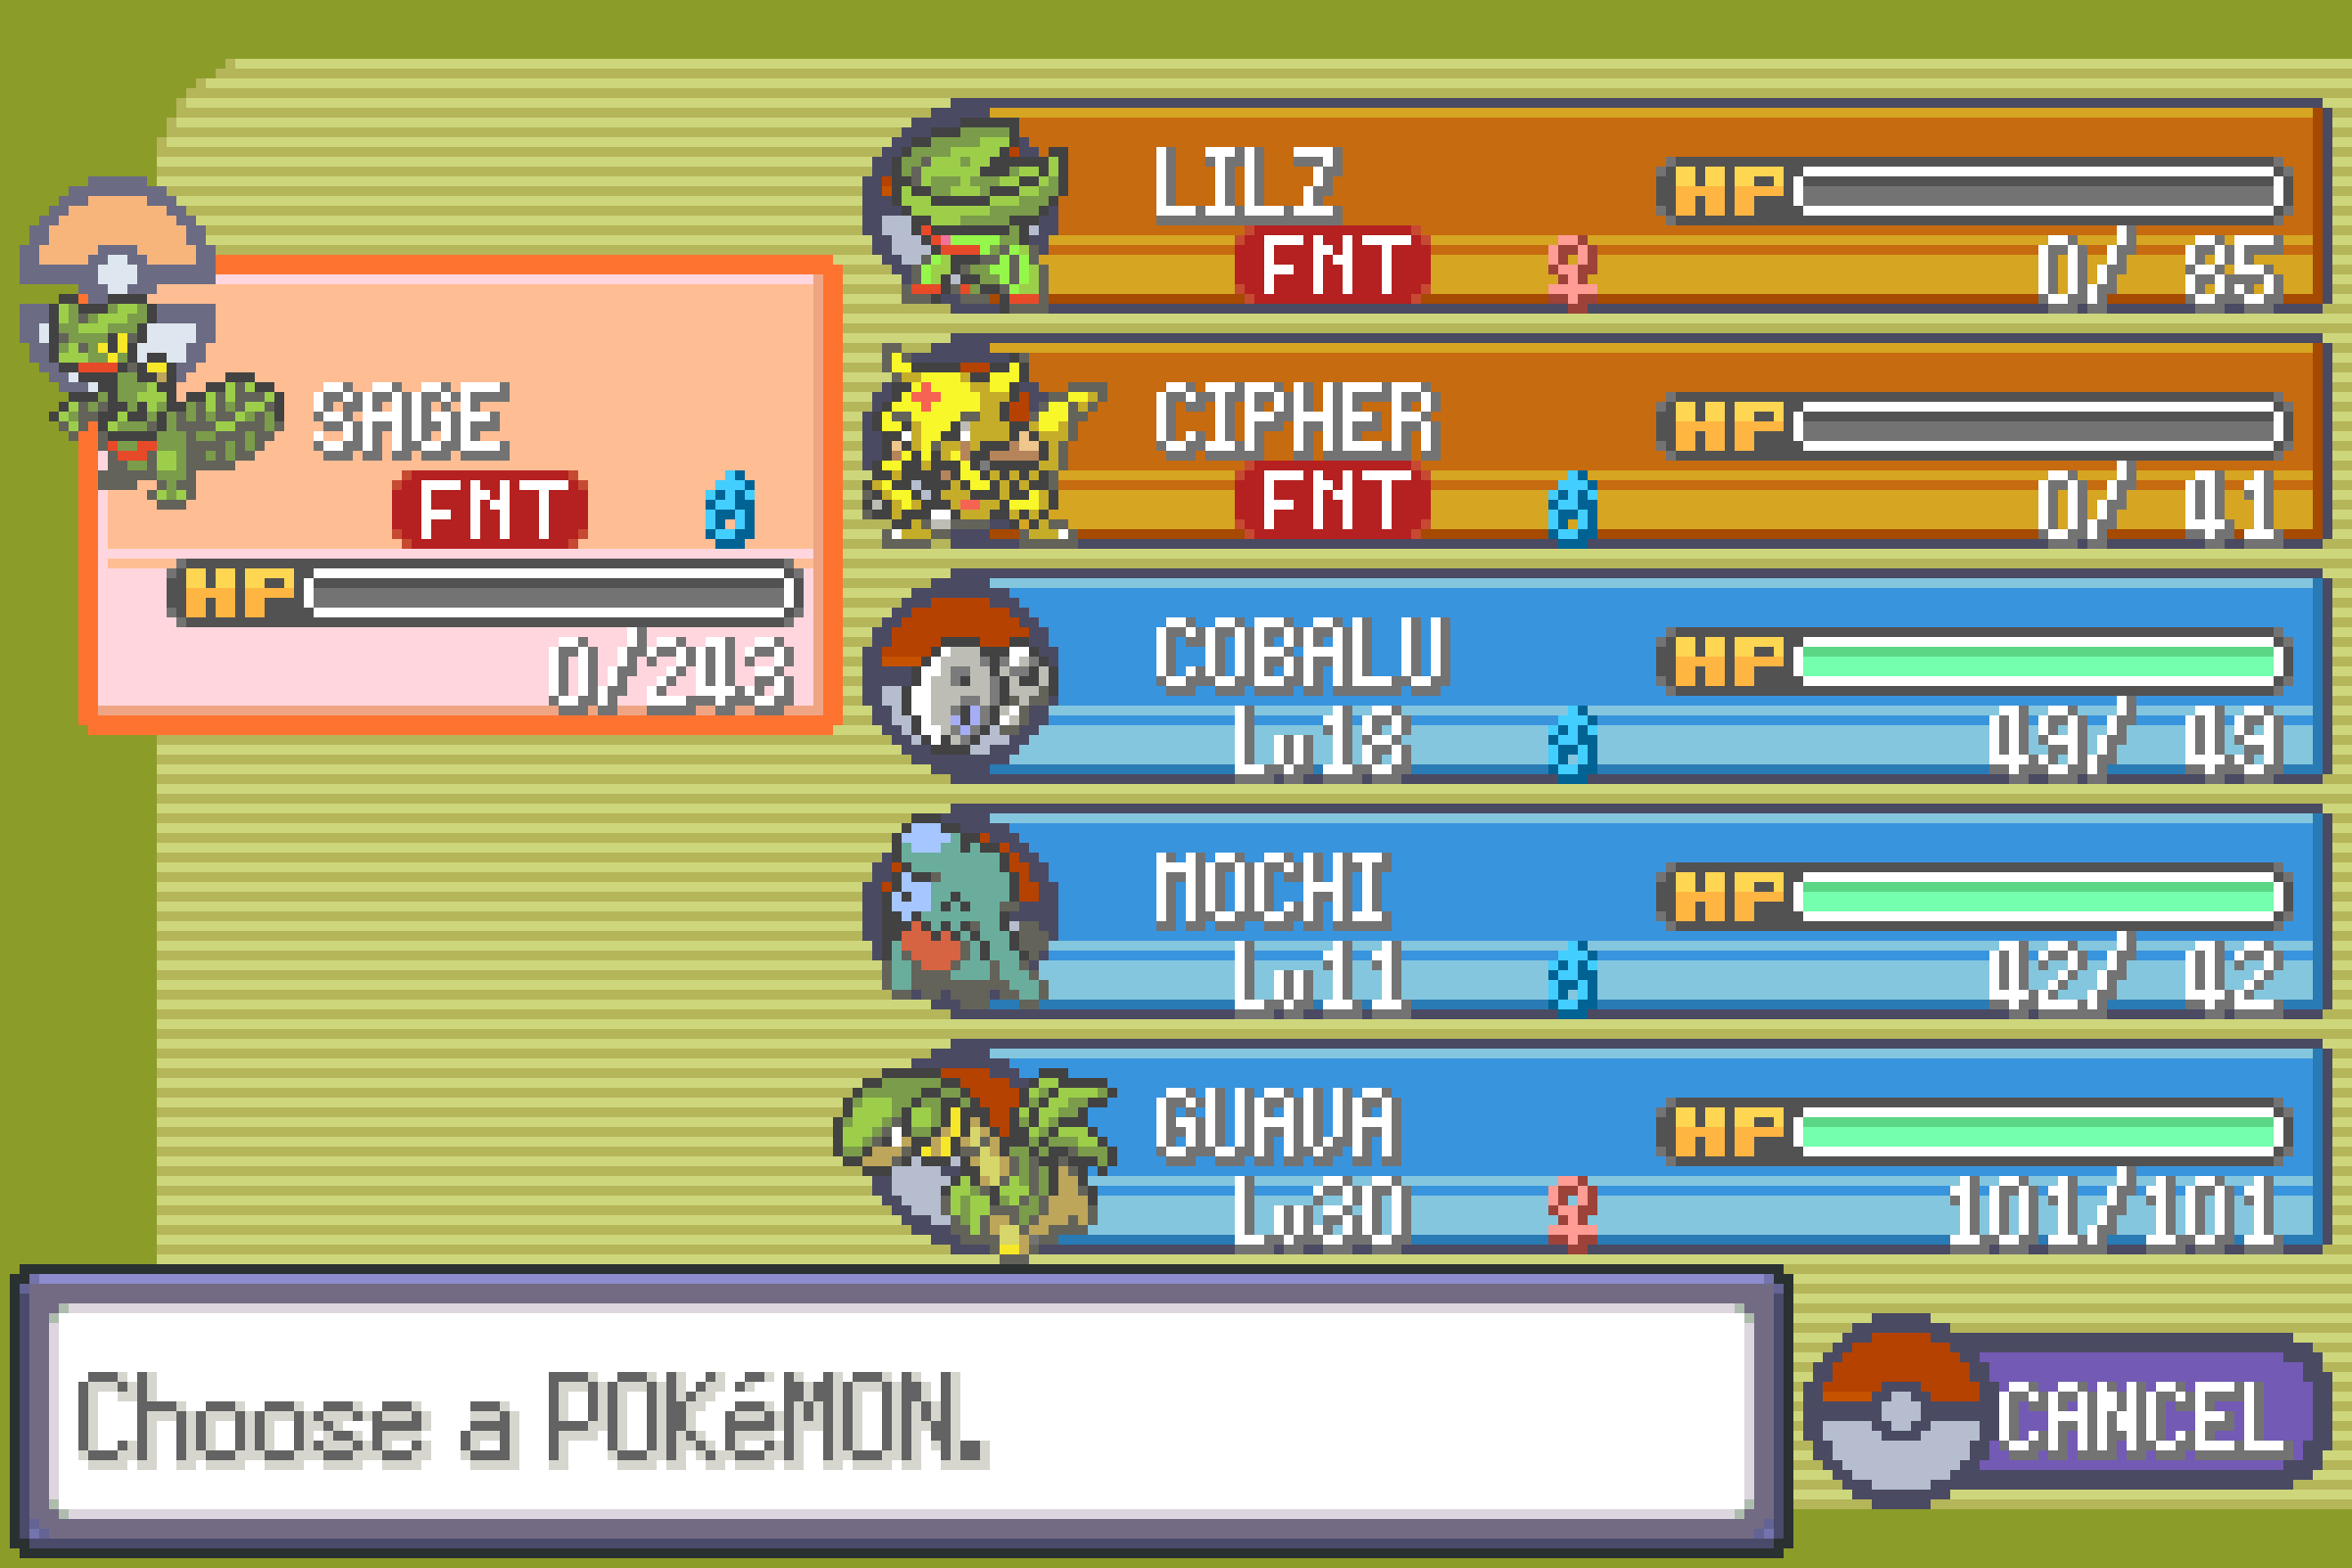 SAGE
FNT ♂
HP
0/243
LILZ
HP
FNT ♀ 0/ 85
CIPHER
HP
FNT ♂ 0/ 41
COBALU
HP
Lv18 ♂ 49/ 49
MOCHI
HP
Lv11 ♂ 42/ 42
GUAVA
HP
Lv30 ♀ 101/101
Choose a POKéMON.
CANCEL